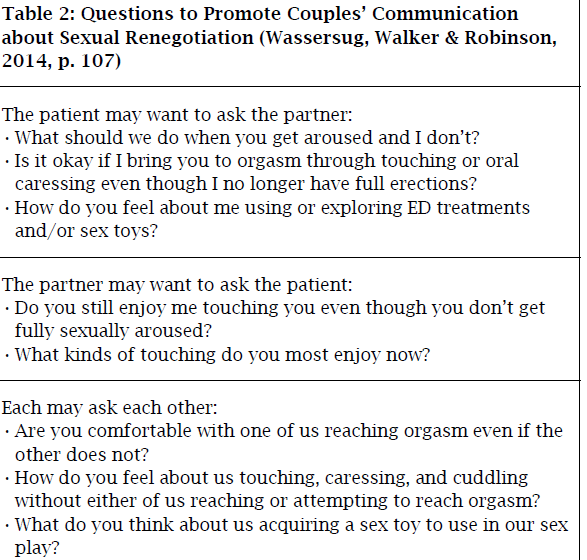 Table 2: Questions to Promote Couples’ Communication
about Sexual Renegotiation (Wassersug, Walker & Robinson,
2014, p. 107)
The patient may want to ask the partner:
· What should we do when you get aroused and I don’t?
· Is it okay if I bring you to orgasm through touching or oral
caressing even though I no longer have full erections?
· How do you feel about me using or exploring ED treatments
and/or sex toys?
The partner may want to ask the patient:
· Do you still enjoy me touching you even though you don’t get
fully sexually aroused?
· What kinds of touching do you most enjoy now?
Each may ask each other:
· Are you comfortable with one of us reaching orgasm even if the
other does not?
· How do you feel about us touching, caressing, and cuddling
without either of us reaching or attempting to reach orgasm?
· What do you think about us acquiring a sex toy to use in our sex
play?